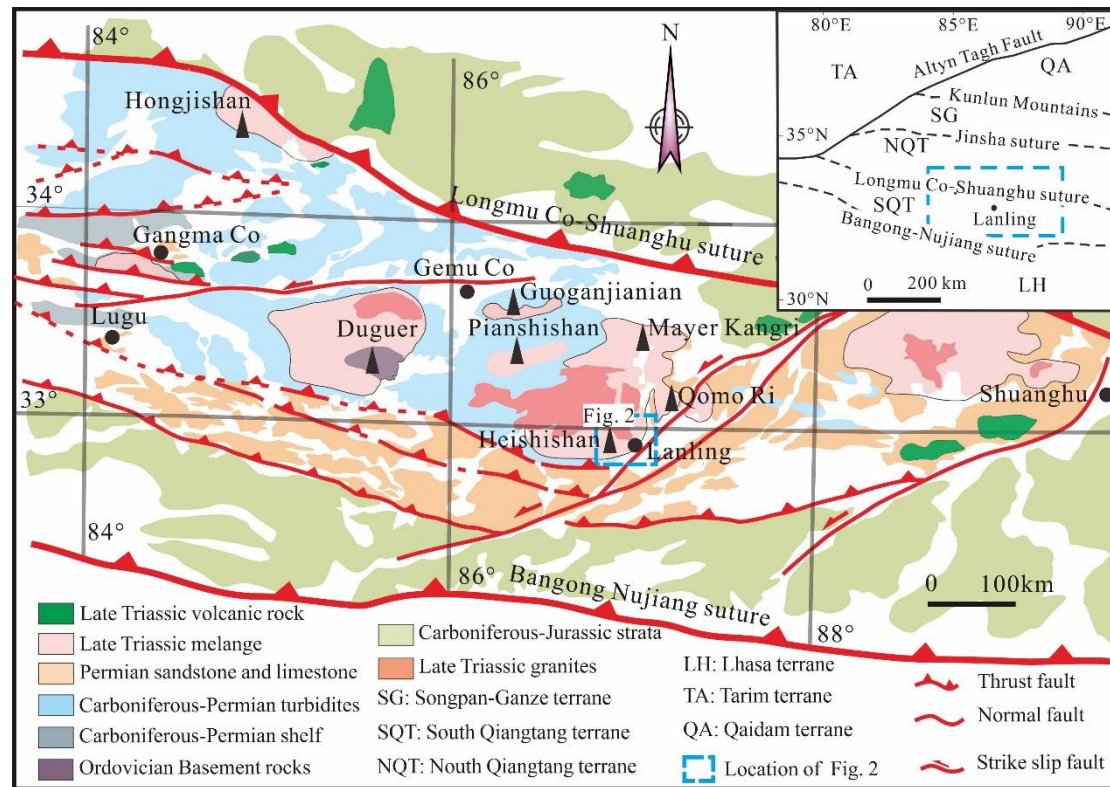 84°
86°
N
Hongjishan
34°
Longmu Co-Shuanghu suture
Gangma Co
Gemu Co
Guoganjianian
Lugu
Duguer
Pianshishan
Mayer Kangri
Qomo Ri
Shuanghu
33°
Fig. 2
Heishishan
Lanling
84°
86°
Bangong Nujiang suture
88°
0 100km
80°E 85°E 90°E
Altyn Tagh Fault
TA
QA
Kunlun Mountains
SG
35°N
Jinsha suture
NQT
Longmu Co-Shuanghu suture
SQT
Lanling
Bangong-Nujiang suture
0 200 km
LH
30°N
Late Triassic volcanic rock
Late Triassic melange
Permian sandstone and limestone
Carboniferous-Permian turbidites
Carboniferous-Permian shelf
Ordovician Basement rocks
Carboniferous-Jurassic strata
Late Triassic granites
SG: Songpan-Ganze terrane
SQT: South Qiangtang terrane
NQT: Nouth Qiangtang terrane
LH: Lhasa terrane
TA: Tarim terrane
QA: Qaidam terrane
Location of Fig. 2
Thrust fault
Normal fault
Strike slip fault